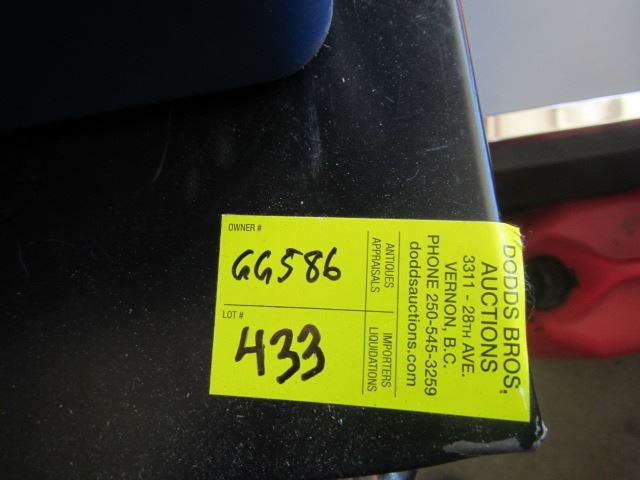 OWNER #
GG586
LOT #
433
ANTIQUES
APPRAISALS
IMPORTERS
LIQUIDATIONS
DODDS BROS.
AUCTIONS
3311 - 28TH AVE.
VERNON, B.C.
PHONE 250-545-3259
doddsauctions.com